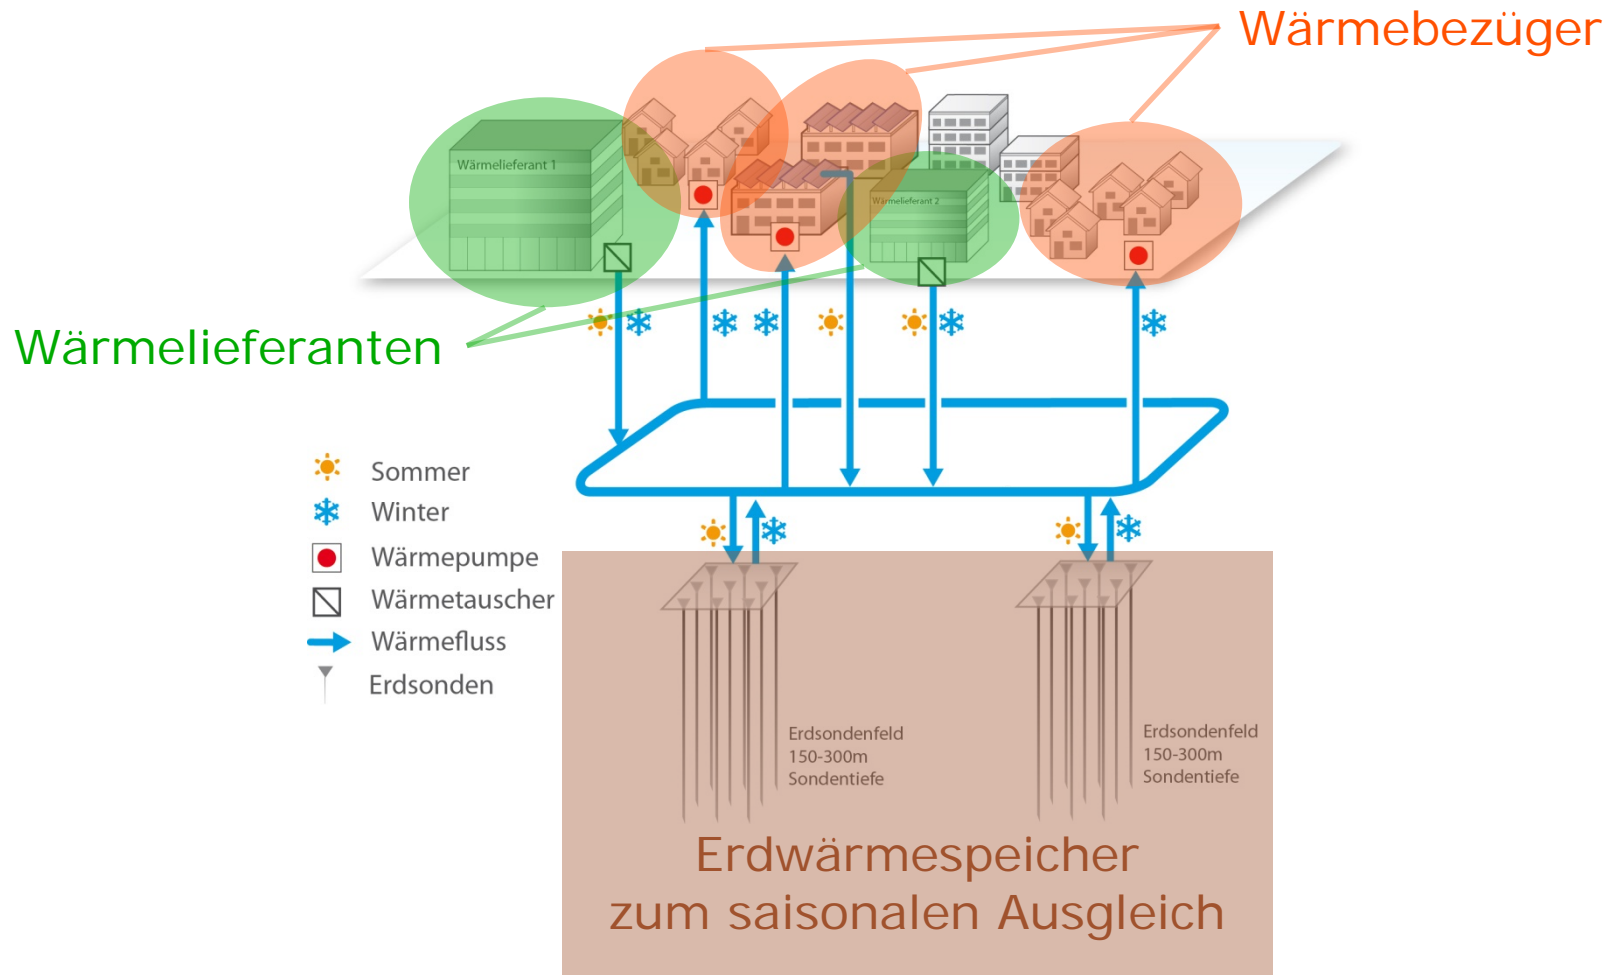 Wärmebezüger
Wärmelieferant 1
Wärmelieferant 2
Wärmelieferanten
Sommer
Winter
Wärmepumpe
Wärmetauscher
Wärmefluss
Erdsonden
Erdsondenfeld
150-300m
Sondentiefe
Erdsondenfeld
150-300m
Sondentiefe
Erdwärmespeicher
zum saisonalen Ausgleich